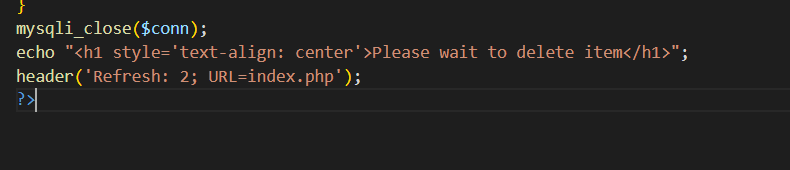 }
mysqli_close($conn);
echo "<h1 style='text-align: center'>Please wait to delete item</h1>";
header('Refresh: 2; URL=index.php');
?>